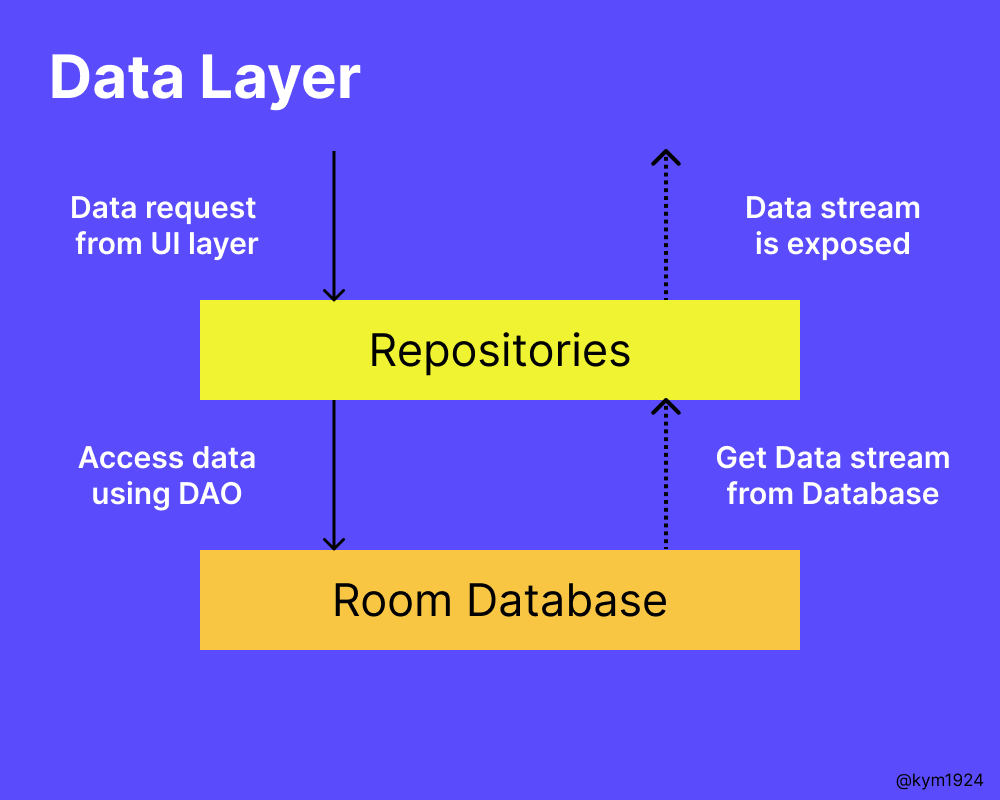 Data Layer
Data request
from UI layer
Data stream
is exposed
Repositories
Access data
using DAO
Get Data stream
from Database
Room Database
@kym1924